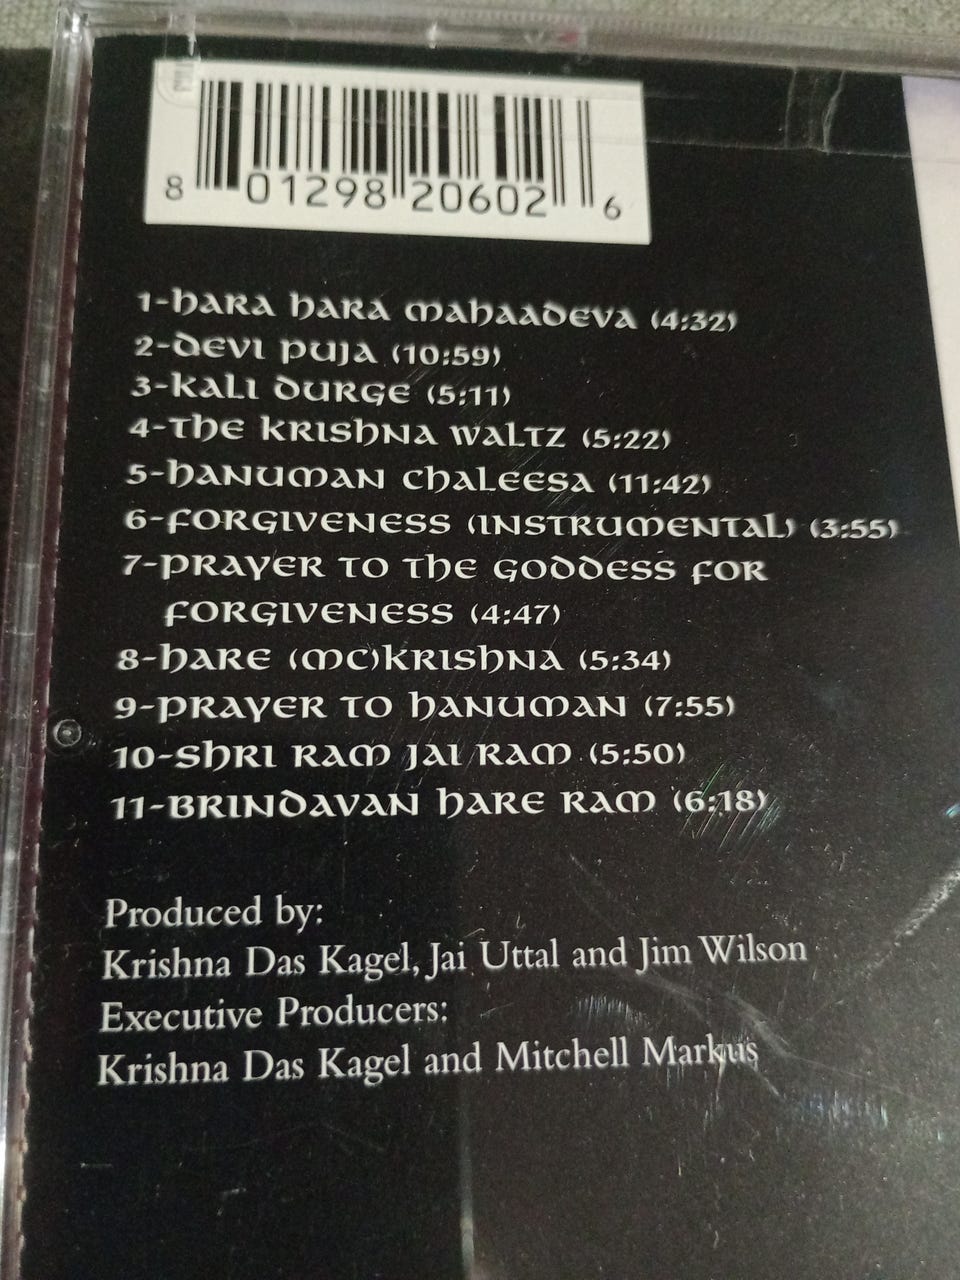 8 01298 20602 6
1-Hara Hara Mahaadeva (4:32)
2-Devi Puja (10:59)
3-Kali Durge (5:11)
4-The Krishna Waltz (5:22)
5-Hanuman Chaleesa (11:42)
6-Forgiveness (Instrumental) (3:55)
7-Prayer to the Goddess for
Forgiveness (4:47)
8-Hare (Mc)Krishna (5:34)
9-Prayer to Hanuman (7:55)
10-Shri Ram Jai Ram (5:50)
11-Brindavan Hare Ram (6:18)
Produced by:
Krishna Das Kagel, Jai Uttal and Jim Wilson
Executive Producers:
Krishna Das Kagel and Mitchell Markus